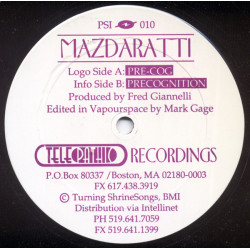 PSI 010
MAZDARATTI
Logo Side A: PRE-COG
Info Side B: PRECOGNITION
Produced by Fred Giannelli
Edited in Vapourspace by Mark Gage
TELEPATHIC RECORDINGS
P.O.Box 80337 /Boston, MA 02180-0003
FX 617.438.3919
© Turning ShrineSongs, BMI
Distribution via Intellinet
PH 519.641.7059
FX 519.641.1399